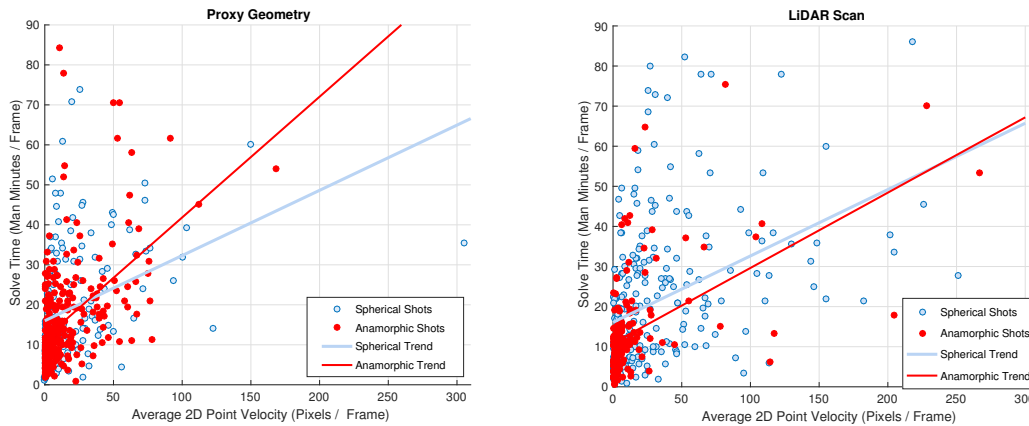 Proxy Geometry
90
80
70
60
50
40
30
20
10
0
Solve Time (Man Minutes / Frame)
0 50 100 150 200 250 300
Average 2D Point Velocity (Pixels / Frame)
Spherical Shots
Anamorphic Shots
Spherical Trend
Anamorphic Trend
LiDAR Scan
90
80
70
60
50
40
30
20
10
0
Solve Time (Man Minutes / Frame)
0 50 100 150 200 250 300
Average 2D Point Velocity (Pixels / Frame)
Spherical Shots
Anamorphic Shots
Spherical Trend
Anamorphic Trend